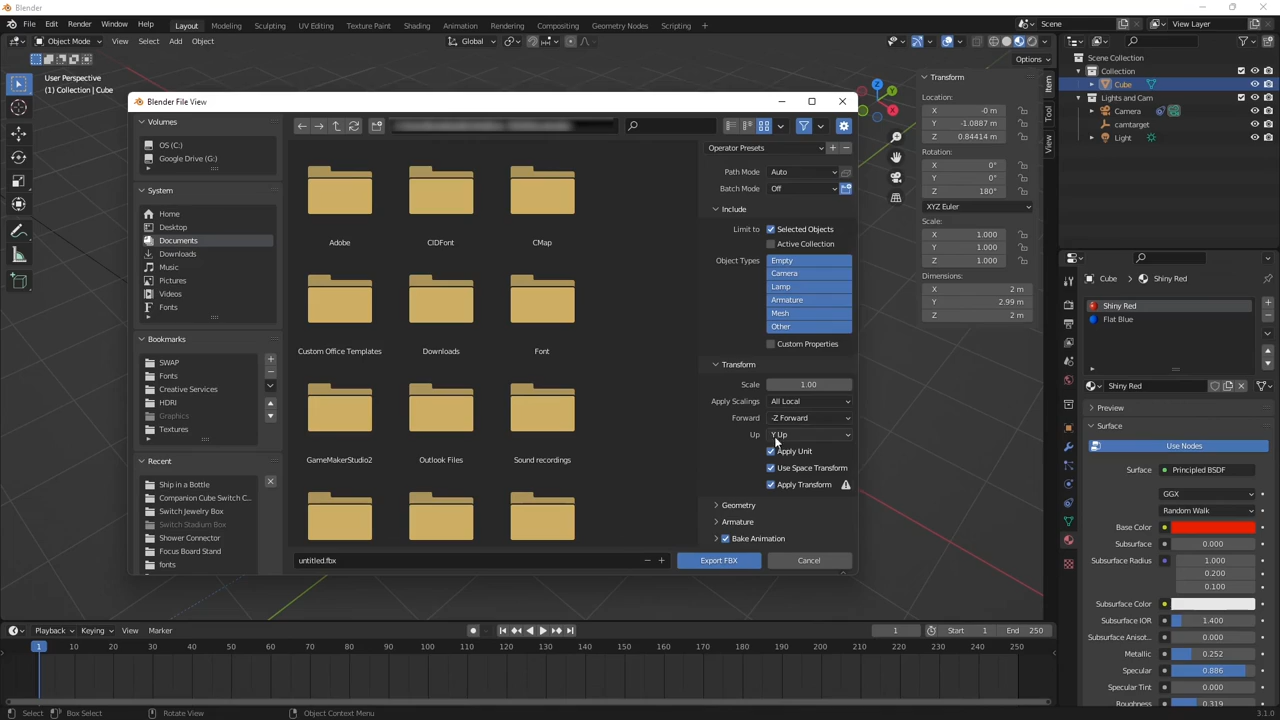 Blender
File Edit Render Window Help Layout Modeling Sculpting UV Editing Texture Paint Shading Animation Rendering Compositing Geometry Nodes Scripting + Scene View Layer
Object Mode View Select Add Object Global
Options
User Perspective
(1) Collection | Cube
Item
Tool
View
Transform
Location:
X -0 m
Y -1.0887 m
Z 0.84414 m
Rotation:
X 0°
Y 0°
Z 180°
XYZ Euler
Scale:
X 1.000
Y 1.000
Z 1.000
Dimensions:
X 2 m
Y 2.99 m
Z 2 m
Scene Collection
Collection
Cube
Lights and Cam
Camera
camtarget
Light
Blender File View
Volumes
OS (C:)
Google Drive (G:)
System
Home
Desktop
Documents
Downloads
Music
Pictures
Videos
Fonts
Bookmarks
SWAP
Fonts
Creative Services
HDRI
Graphics
Textures
Recent
Ship in a Bottle
Companion Cube Switch C...
Switch Jewelry Box
Switch Stadium Box
Shower Connector
Focus Board Stand
fonts
Adobe CIDFont CMap
Custom Office Templates Downloads Font
GameMakerStudio2 Outlook Files Sound recordings
untitled.fbx
Export FBX Cancel
Operator Presets
Path Mode Auto
Batch Mode Off
Include
Limit to Selected Objects
Active Collection
Object Types Empty
Camera
Lamp
Armature
Mesh
Other
Custom Properties
Transform
Scale 1.00
Apply Scalings All Local
Forward -Z Forward
Up Y Up
Apply Unit
Use Space Transform
Apply Transform
Geometry
Armature
Bake Animation
Cube Shiny Red
Shiny Red
Flat Blue
Shiny Red
Preview
Surface
Use Nodes
Surface Principled BSDF
GGX
Random Walk
Base Color
Subsurface 0.000
Subsurface Radius 1.000
0.200
0.100
Subsurface Color
Subsurface IOR 1.400
Subsurface Anisot... 0.000
Metallic 0.252
Specular 0.886
Specular Tint 0.000
Roughness 0.319
Playback Keying View Marker 1 Start 1 End 250
1 10 20 30 40 50 60 70 80 90 100 110 120 130 140 150 160 170 180 190 200 210 220 230 240 250
Select Box Select Rotate View Object Context Menu 3.1.0